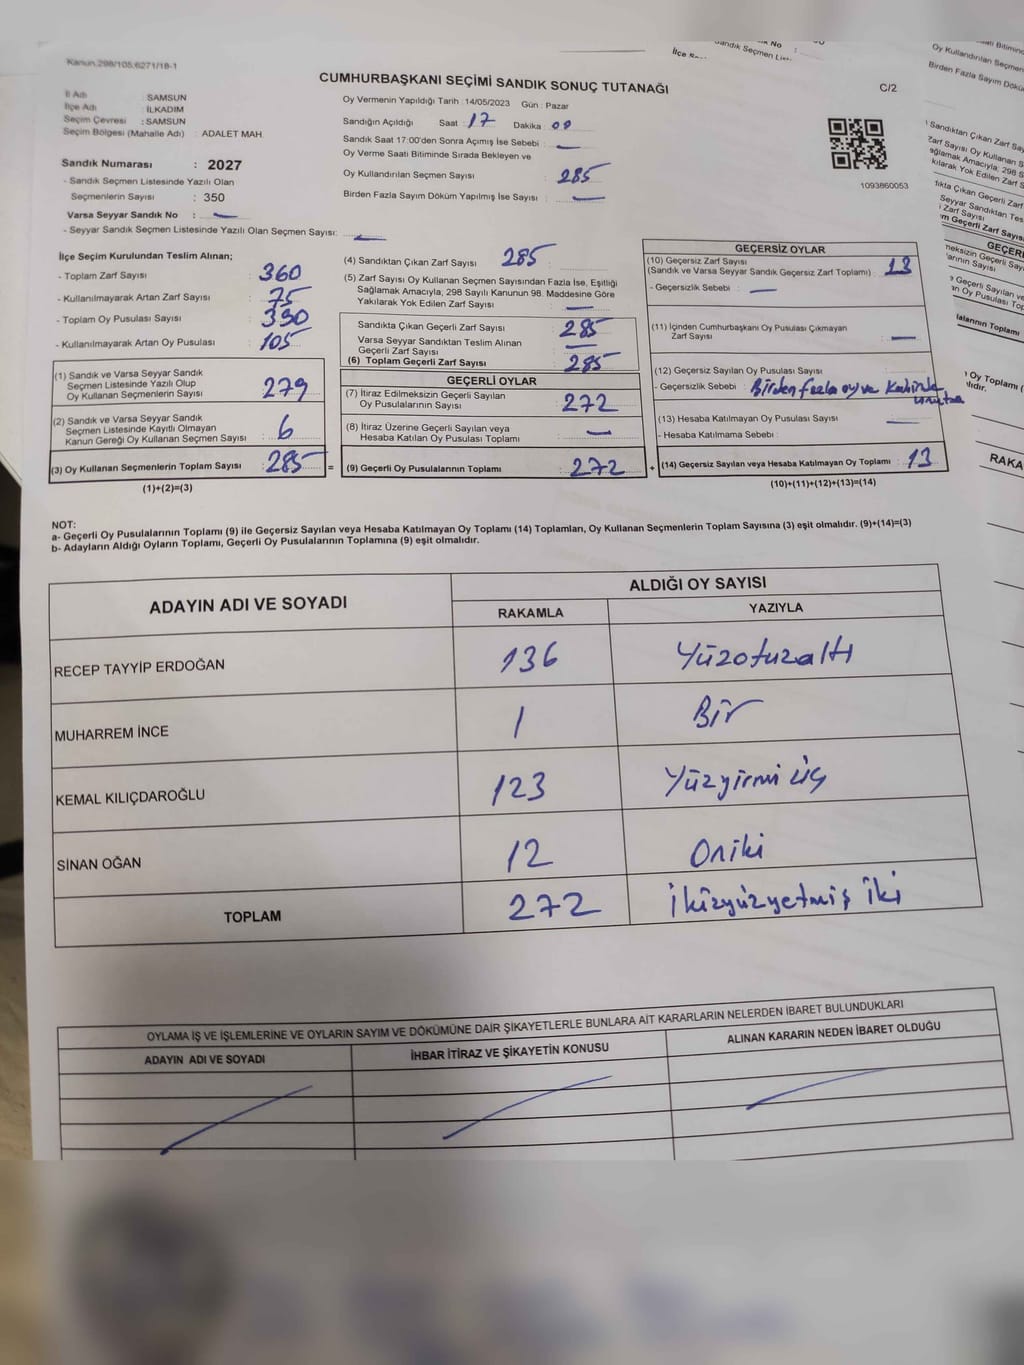 Kanun.298/105,6271/18-1
CUMHURBAŞKANI SEÇİMİ SANDIK SONUÇ TUTANAĞI
C/2
İl Adı : SAMSUN
İlçe Adı : İLKADIM
Seçim Çevresi : SAMSUN
Seçim Bölgesi (Mahalle Adı) : ADALET MAH.
Sandık Numarası : 2027
- Sandık Seçmen Listesinde Yazılı Olan
Seçmenlerin Sayısı : 350
Varsa Seyyar Sandık No : —
- Seyyar Sandık Seçmen Listesinde Yazılı Olan Seçmen Sayısı: —
Oy Vermenin Yapıldığı Tarih : 14/05/2023 Gün : Pazar
Sandığın Açıldığı Saat : 17 Dakika : 00
Sandık Saat 17:00'den Sonra Açımış İse Sebebi : —
Oy Verme Saati Bitiminde Sırada Bekleyen ve
Oy Kullandırılan Seçmen Sayısı : 285
Birden Fazla Sayım Döküm Yapılmış İse Sayısı : —
1093860053
İlçe Seçim Kurulundan Teslim Alınan;
- Toplam Zarf Sayısı : 360
- Kullanılmayarak Artan Zarf Sayısı : 75
- Toplam Oy Pusulası Sayısı : 390
- Kullanılmayarak Artan Oy Pusulası : 105
(1) Sandık ve Varsa Seyyar Sandık
Seçmen Listesinde Yazılı Olup
Oy Kullanan Seçmenlerin Sayısı : 279
(2) Sandık ve Varsa Seyyar Sandık
Seçmen Listesinde Kayıtlı Olmayan
Kanun Gereği Oy Kullanan Seçmen Sayısı : 6
(3) Oy Kullanan Seçmenlerin Toplam Sayısı : 285 =
(1)+(2)=(3)
(4) Sandıktan Çıkan Zarf Sayısı : 285
(5) Zarf Sayısı Oy Kullanan Seçmen Sayısından Fazla İse, Eşitliği
Sağlamak Amacıyla, 298 Sayılı Kanunun 98. Maddesine Göre
Yakılarak Yok Edilen Zarf Sayısı : —
Sandıkta Çıkan Geçerli Zarf Sayısı : 285
Varsa Seyyar Sandıktan Teslim Alınan
Geçerli Zarf Sayısı : —
(6) Toplam Geçerli Zarf Sayısı : 285
GEÇERLİ OYLAR
(7) İtiraz Edilmeksizin Geçerli Sayılan
Oy Pusulalarının Sayısı : 272
(8) İtiraz Üzerine Geçerli Sayılan veya
Hesaba Katılan Oy Pusulası Toplamı : —
(9) Geçerli Oy Pusulalarının Toplamı : 272 +
GEÇERSİZ OYLAR
(10) Geçersiz Zarf Sayısı
(Sandık ve Varsa Seyyar Sandık Geçersiz Zarf Toplamı) : 13
- Geçersizlik Sebebi : —
(11) İçinden Cumhurbaşkanı Oy Pusulası Çıkmayan
Zarf Sayısı : —
(12) Geçersiz Sayılan Oy Pusulası Sayısı :
- Geçersizlik Sebebi : Birden fazla oy ve
(13) Hesaba Katılmayan Oy Pusulası Sayısı : —
- Hesaba Katılmama Sebebi :
(14) Geçersiz Sayılan veya Hesaba Katılmayan Oy Toplamı : 13
(10)+(11)+(12)+(13)=(14)
NOT:
a- Geçerli Oy Pusulalarının Toplamı (9) ile Geçersiz Sayılan veya Hesaba Katılmayan Oy Toplamı (14) Toplamları, Oy Kullanan Seçmenlerin Toplam Sayısına (3) eşit olmalıdır. (9)+(14)=(3)
b- Adayların Aldığı Oyların Toplamı, Geçerli Oy Pusulalarının Toplamına (9) eşit olmalıdır.
ADAYIN ADI VE SOYADI
ALDIĞI OY SAYISI
RAKAMLA YAZIYLA
RECEP TAYYİP ERDOĞAN 136 Yüzotuzaltı
MUHARREM İNCE 1 Bir
KEMAL KILIÇDAROĞLU 123 Yüzyirmi üç
SİNAN OĞAN 12 Oniki
TOPLAM 272 ikiyüzyetmiş iki
OYLAMA İŞ VE İŞLEMLERİNE VE OYLARIN SAYIM VE DÖKÜMÜNE DAİR ŞİKAYETLERLE BUNLARA AİT KARARLARIN NELERDEN İBARET BULUNDUKLARI
ADAYIN ADI VE SOYADI İHBAR İTİRAZ VE ŞİKAYETİN KONUSU ALINAN KARARIN NEDEN İBARET OLDUĞU